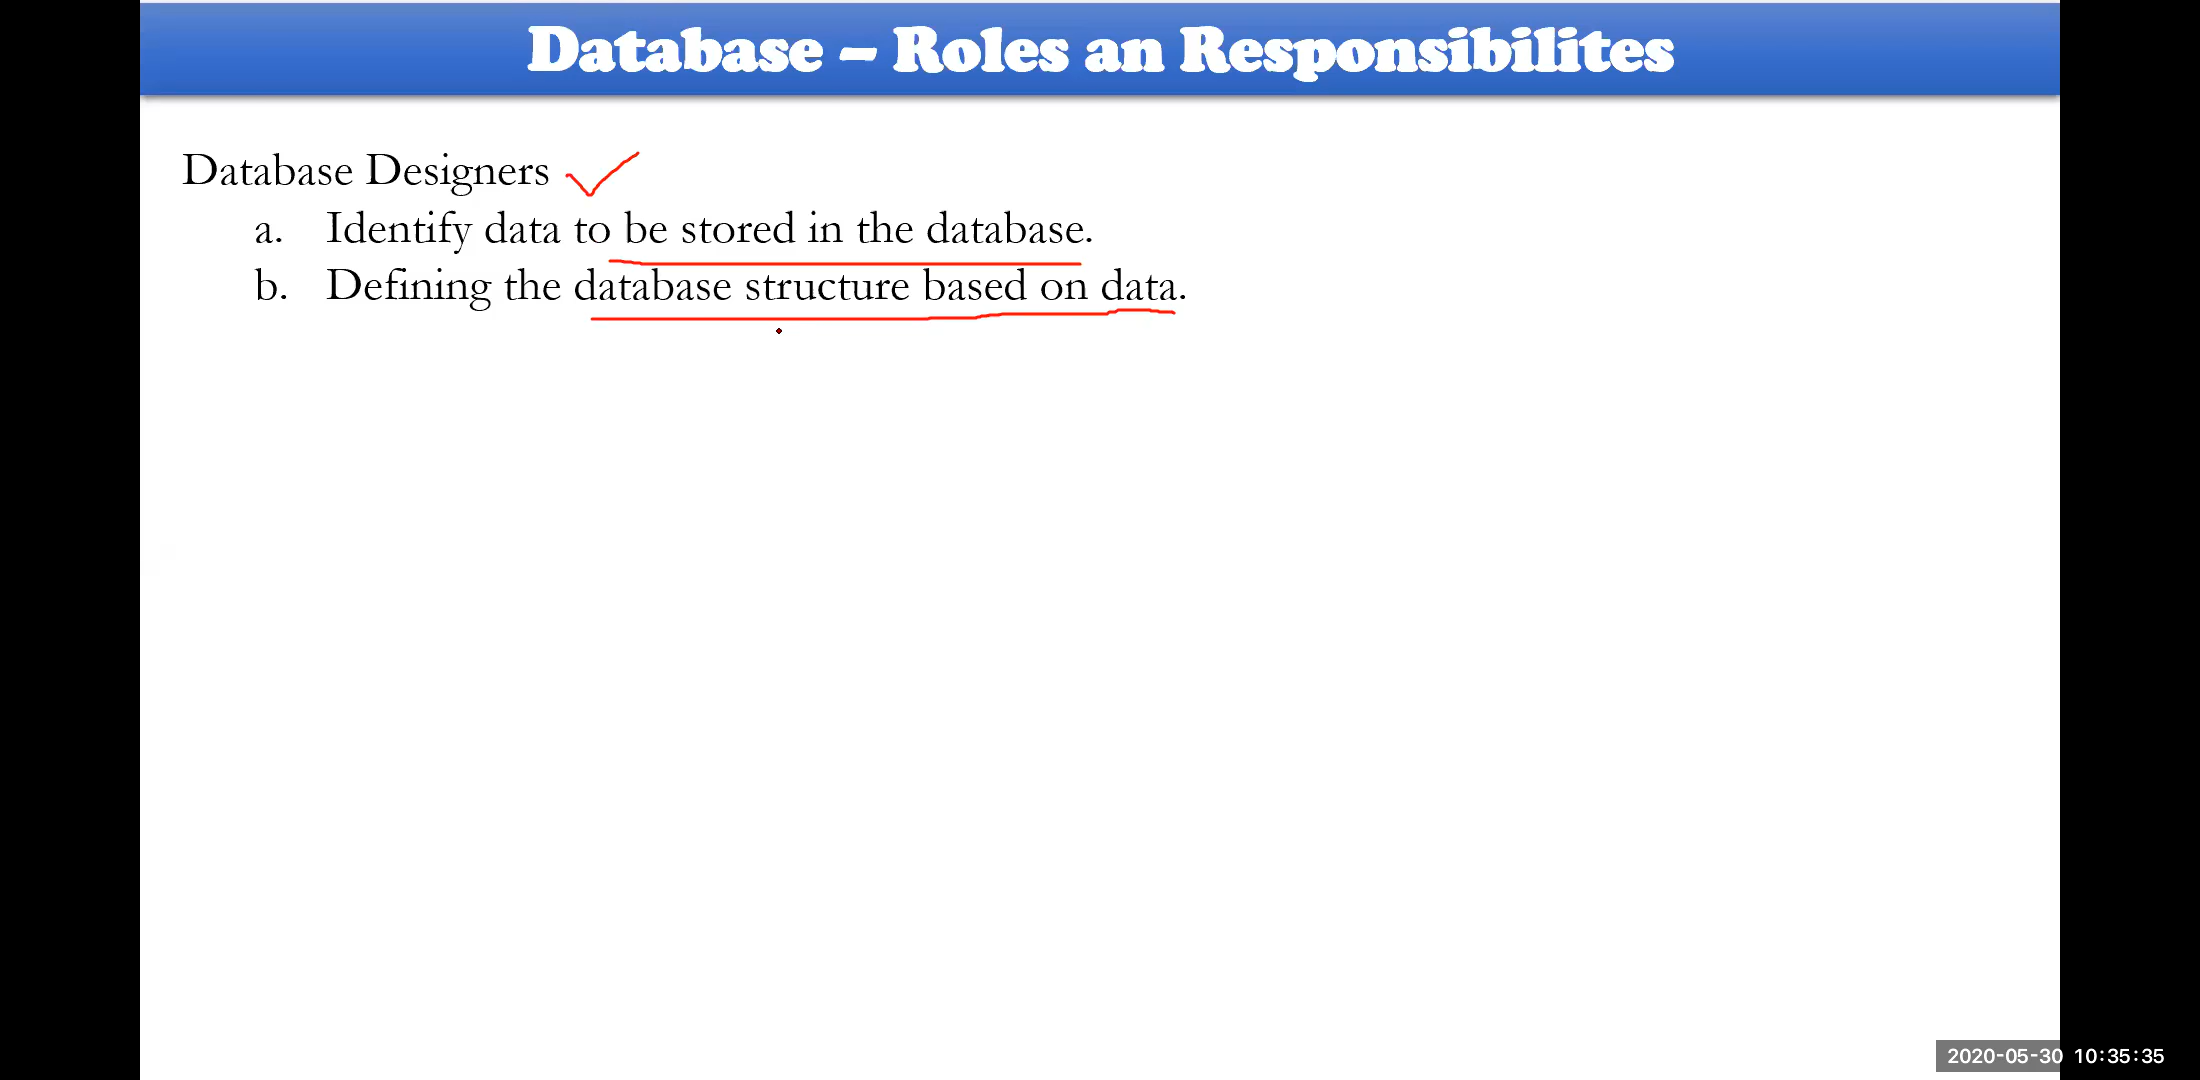 Database – Roles an Responsibilites
Database Designers
a. Identify data to be stored in the database.
b. Defining the database structure based on data.
2020-05-30 10:35:35